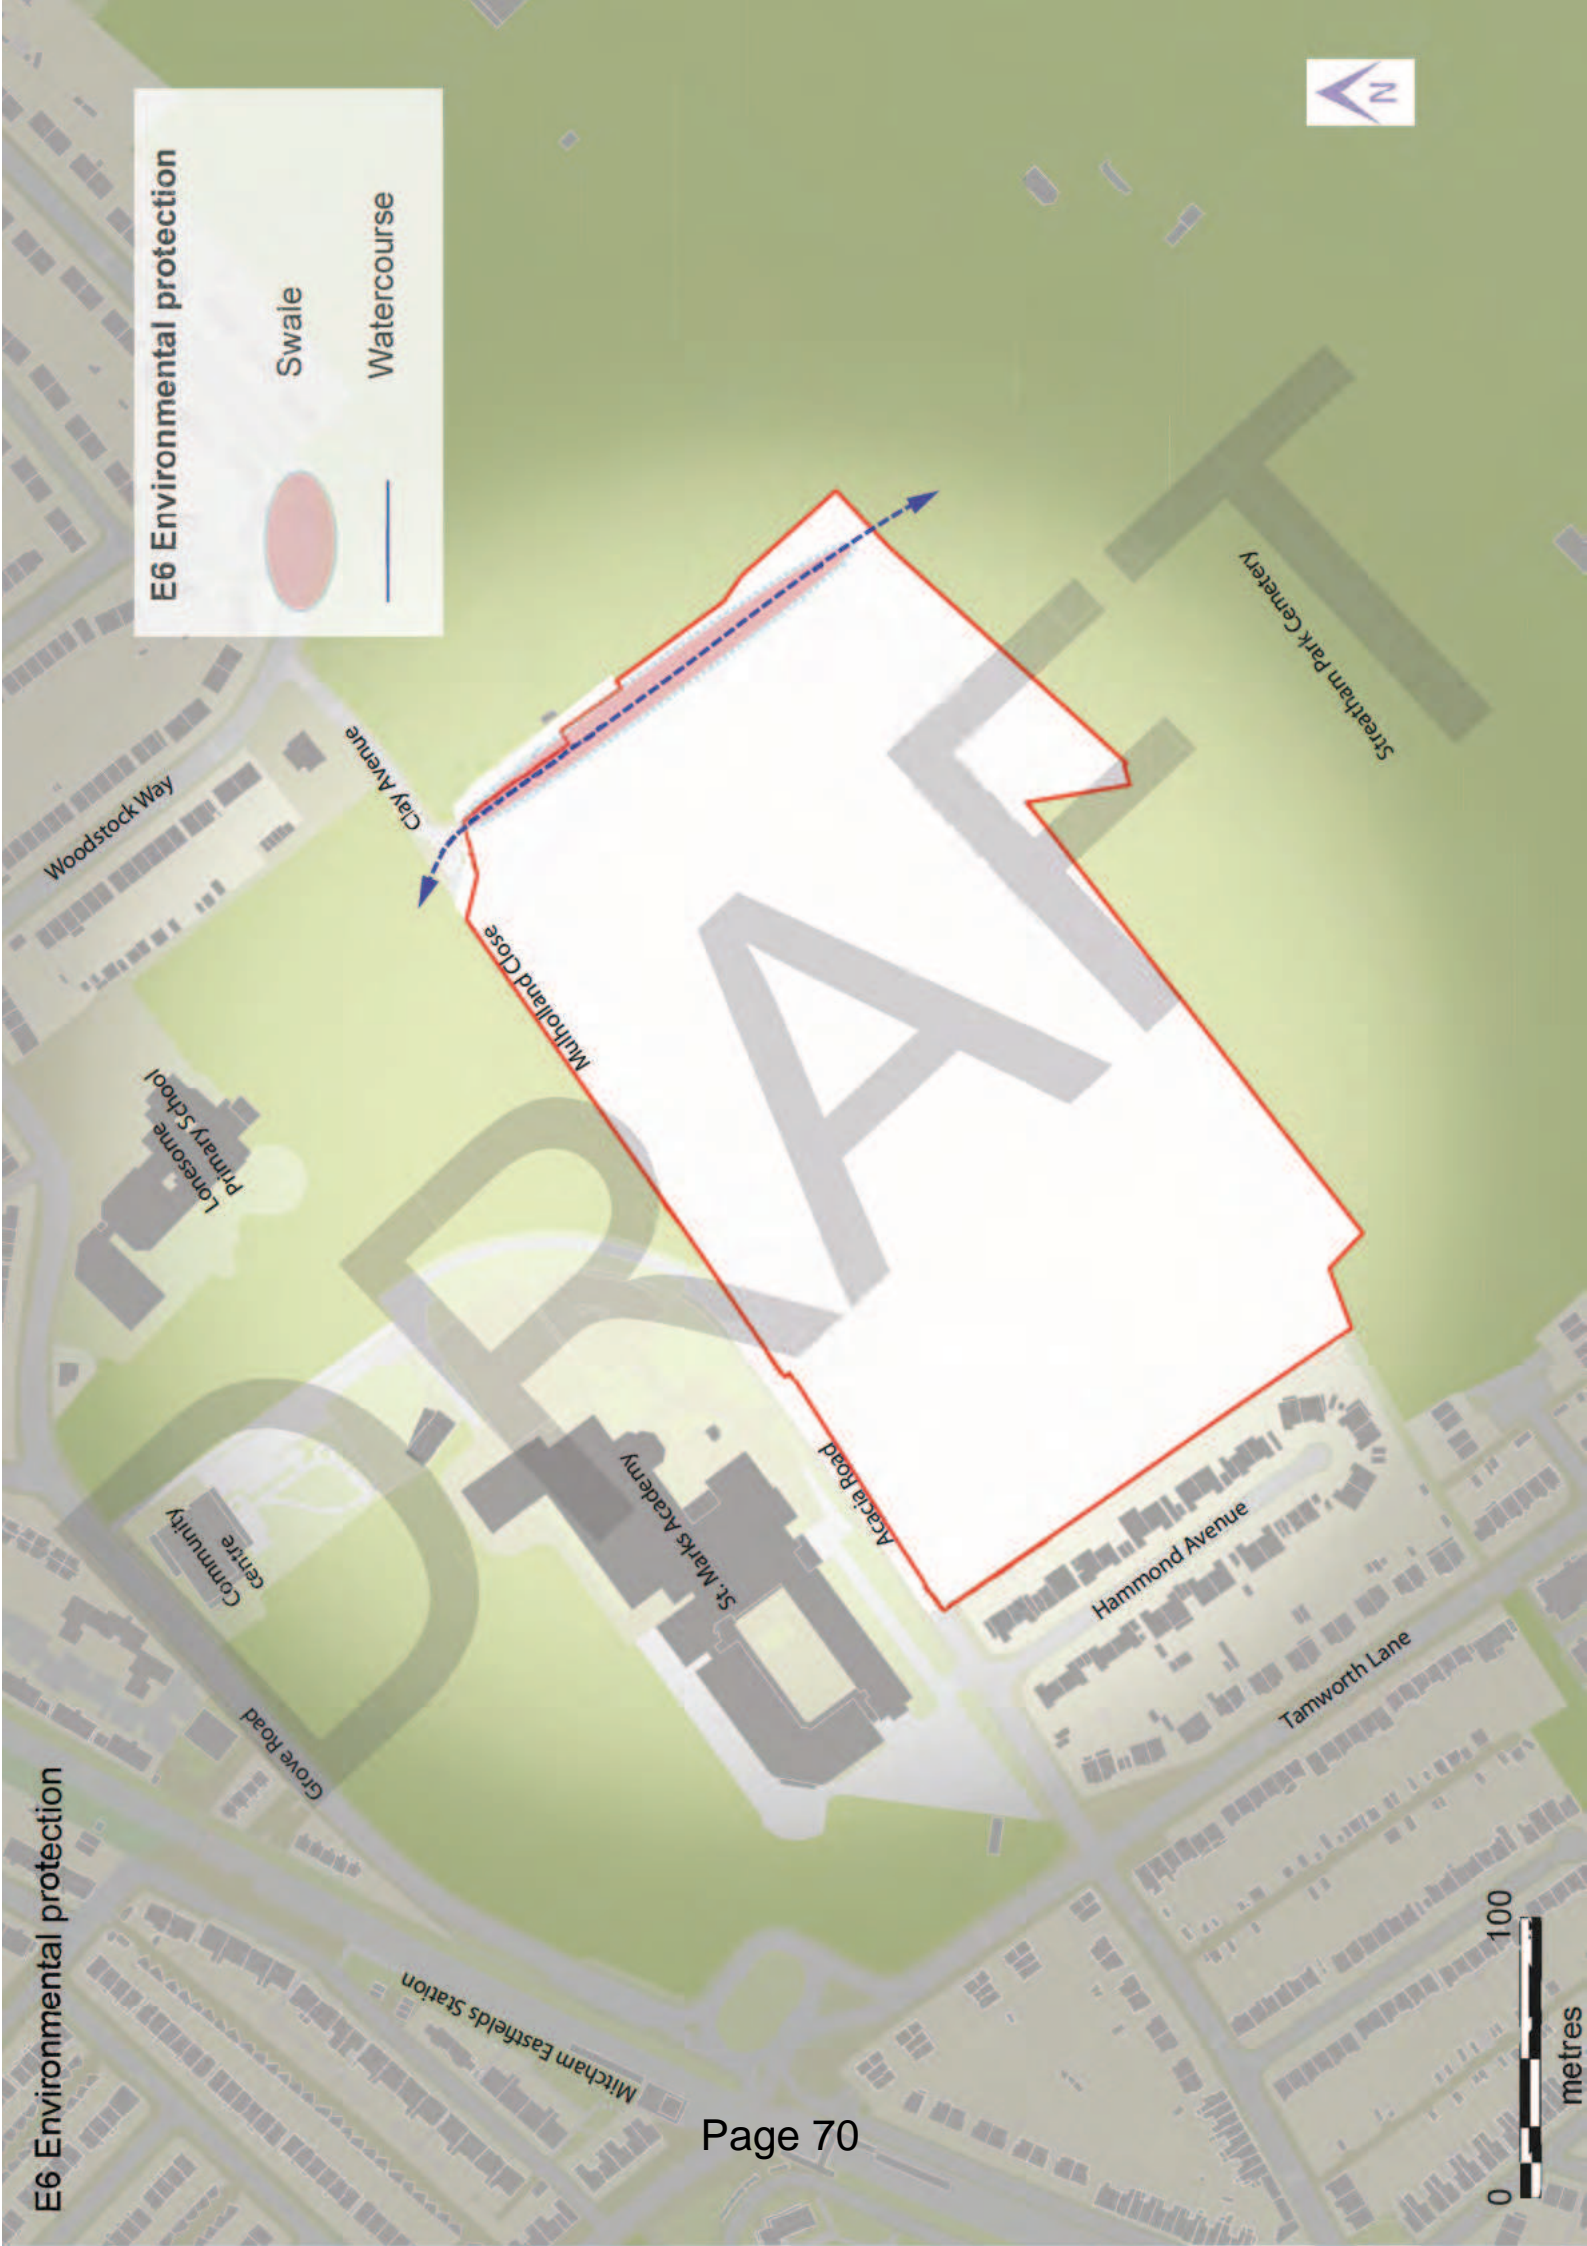 E6 Environmental protection
E6 Environmental protection
Swale
Watercourse
N
Woodstock Way
Clay Avenue
Mulholland Close
Lonesome
Primary School
Community
centre
Grove Road
St. Marks Academy
Acacia Road
Hammond Avenue
Tamworth Lane
Streatham Park Cemetery
Mitcham Eastfields Station
DRAFT
0
100
metres
Page 70